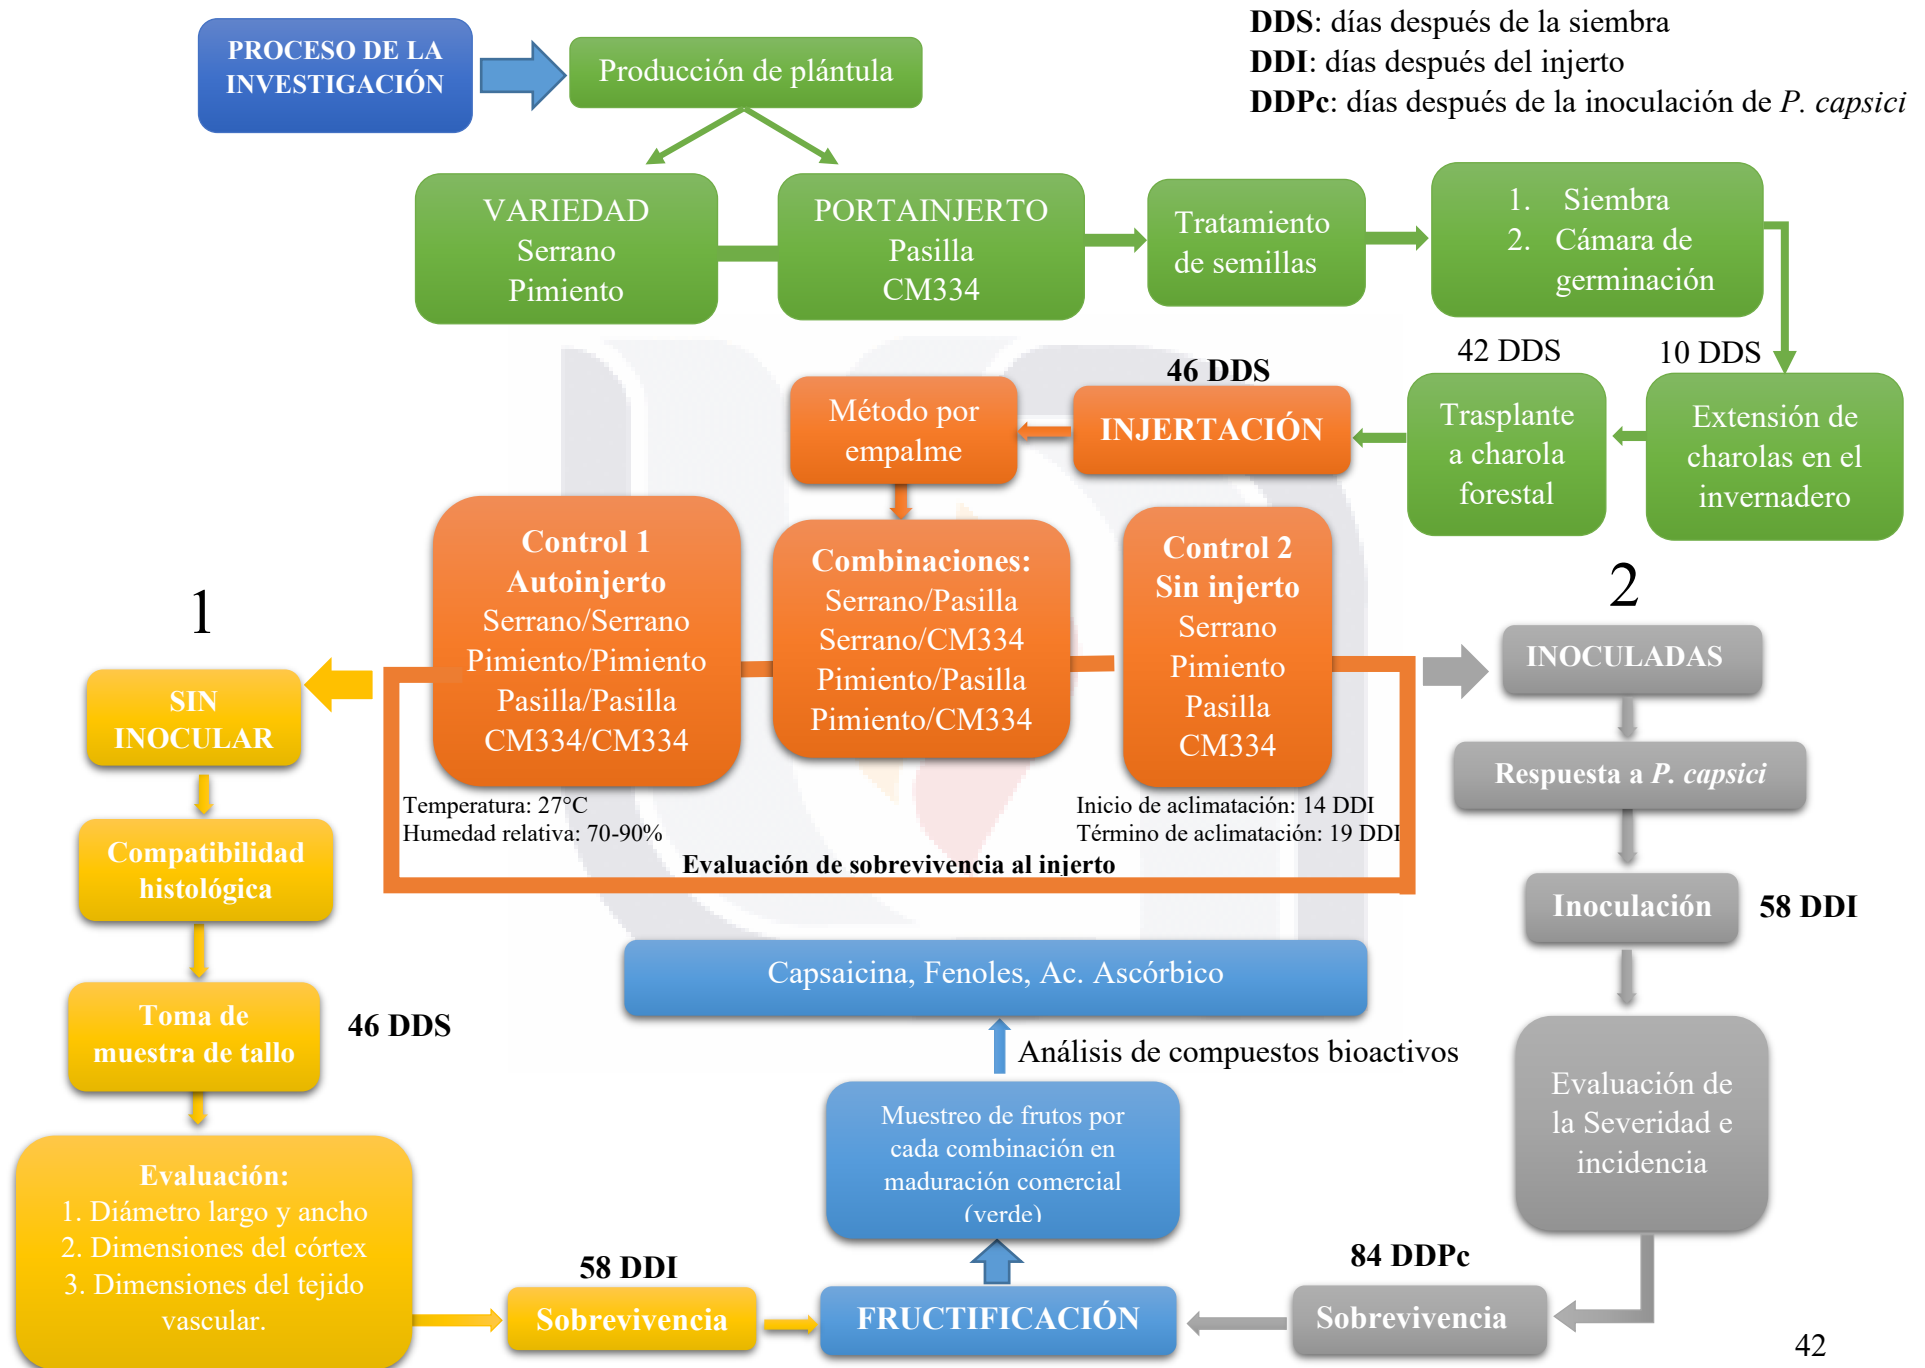 DDS: días después de la siembra
DDI: días después del injerto
DDPc: días después de la inoculación de P. capsici
PROCESO DE LA
INVESTIGACIÓN
Producción de plántula
VARIEDAD
Serrano
Pimiento
PORTAINJERTO
Pasilla
CM334
Tratamiento
de semillas
1. Siembra
2. Cámara de
germinación
10 DDS
Extensión de
charolas en el
invernadero
42 DDS
Trasplante
a charola
forestal
46 DDS
INJERTACIÓN
Método por
empalme
Control 1
Autoinjerto
Serrano/Serrano
Pimiento/Pimiento
Pasilla/Pasilla
CM334/CM334
Combinaciones:
Serrano/Pasilla
Serrano/CM334
Pimiento/Pasilla
Pimiento/CM334
Control 2
Sin injerto
Serrano
Pimiento
Pasilla
CM334
Temperatura: 27°C
Humedad relativa: 70-90%
Inicio de aclimatación: 14 DDI
Término de aclimatación: 19 DDI
Evaluación de sobrevivencia al injerto
1
SIN
INOCULAR
Compatibilidad
histológica
Toma de
muestra de tallo
46 DDS
Evaluación:
1. Diámetro largo y ancho
2. Dimensiones del córtex
3. Dimensiones del tejido
vascular.
58 DDI
Sobrevivencia
2
INOCULADAS
Respuesta a P. capsici
Inoculación
58 DDI
Evaluación de
la Severidad e
incidencia
84 DDPc
Sobrevivencia
FRUCTIFICACIÓN
Muestreo de frutos por
cada combinación en
maduración comercial
(verde)
Análisis de compuestos bioactivos
Capsaicina, Fenoles, Ac. Ascórbico
42